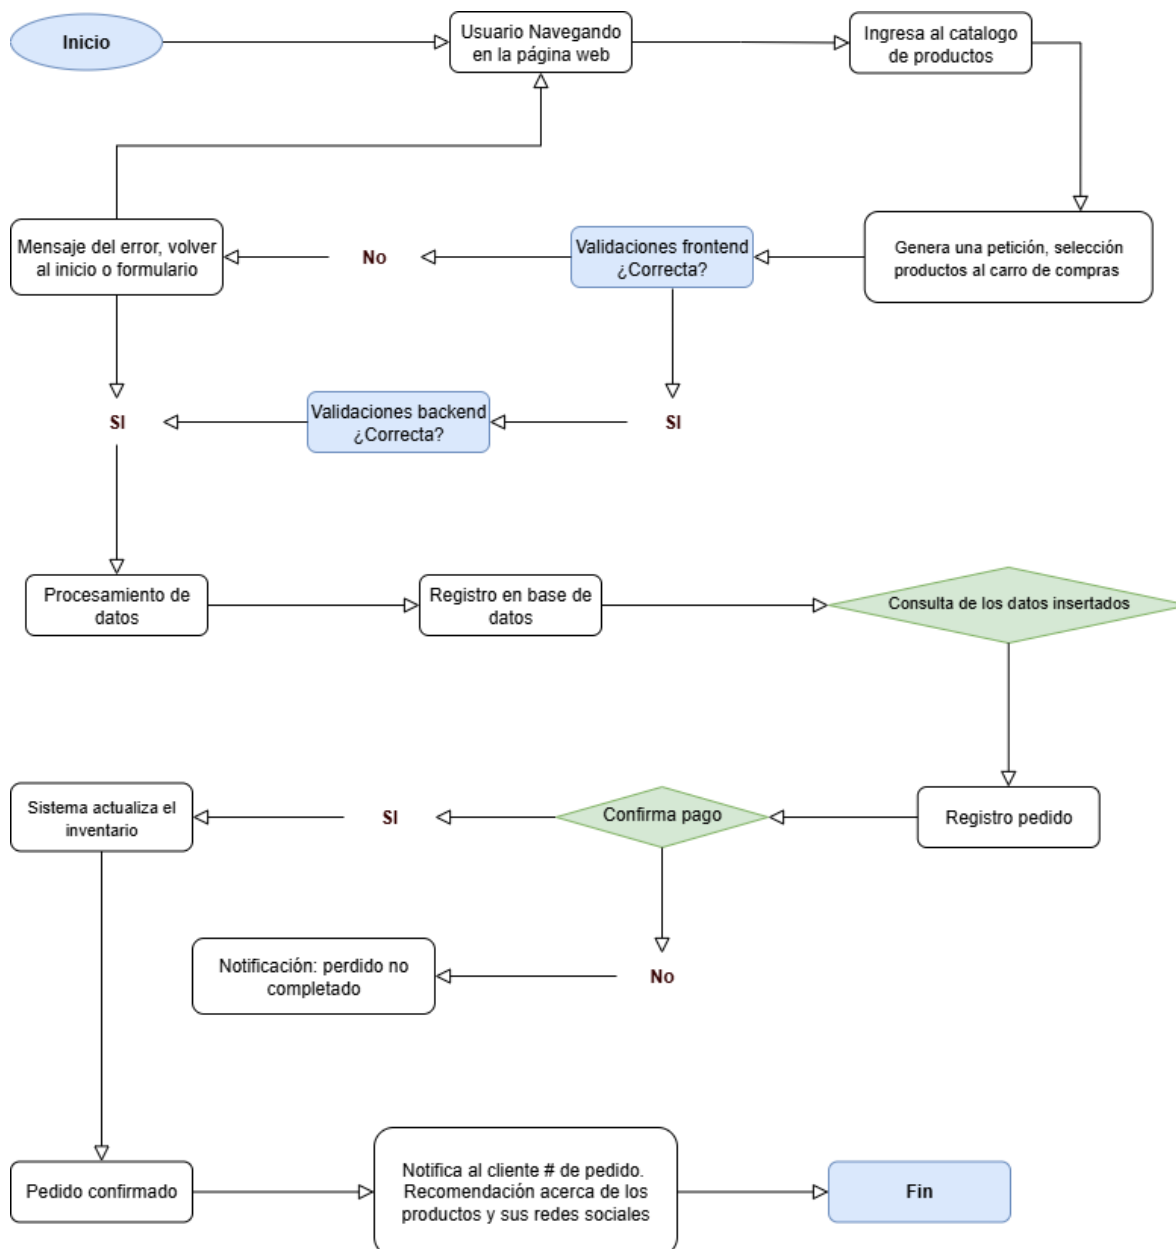 Inicio
Usuario Navegando
en la página web
Ingresa al catalogo
de productos
Mensaje del error, volver
al inicio o formulario
No
Validaciones frontend
¿Correcta?
Genera una petición, selección
productos al carro de compras
SI
Validaciones backend
¿Correcta?
SI
Procesamiento de
datos
Registro en base de
datos
Consulta de los datos insertados
Sistema actualiza el
inventario
SI
Confirma pago
Registro pedido
Notificación: perdido no
completado
No
Pedido confirmado
Notifica al cliente # de pedido.
Recomendación acerca de los
productos y sus redes sociales
Fin